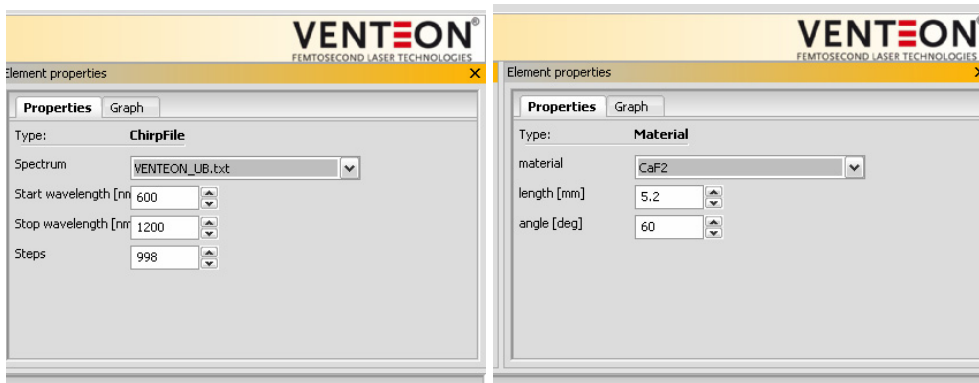 VENTEON®
FEMTOSECOND LASER TECHNOLOGIES
Element properties
Properties Graph
Type: ChirpFile
Spectrum VENTEON_UB.txt
Start wavelength [nn 600
Stop wavelength [nm 1200
Steps 998
VENTEON
FEMTOSECOND LASER TECHNOLOGIES
Element properties
Properties Graph
Type: Material
material CaF2
length [mm] 5.2
angle [deg] 60